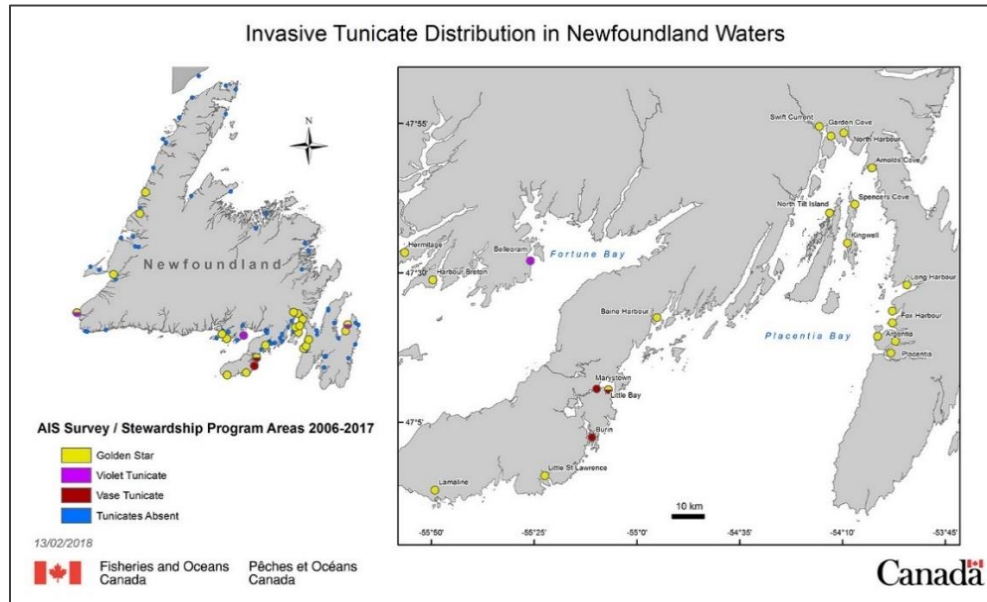 Invasive Tunicate Distribution in Newfoundland Waters
N
Newfoundland
AIS Survey / Stewardship Program Areas 2006-2017
Golden Star
Violet Tunicate
Vase Tunicate
Tunicates Absent
13/02/2018
Fisheries and Oceans
Canada
Pêches et Océans
Canada
47°55'
47°30'
47°5'
Swift Current
Garden Cove
North Harbour
Arnolds Cove
North Tilt Island
Spencers Cove
Kingwell
Hermitage
Harbour Breton
Belleoram
Fortune Bay
Long Harbour
Baine Harbour
Fox Harbour
Placentia Bay
Argentia
Placentia
Marystown
Little Bay
Burin
Little St Lawrence
Lamaline
10 km
-55°50'
-55°25'
-55°0'
-54°35'
-54°10'
-53°45'
Canada